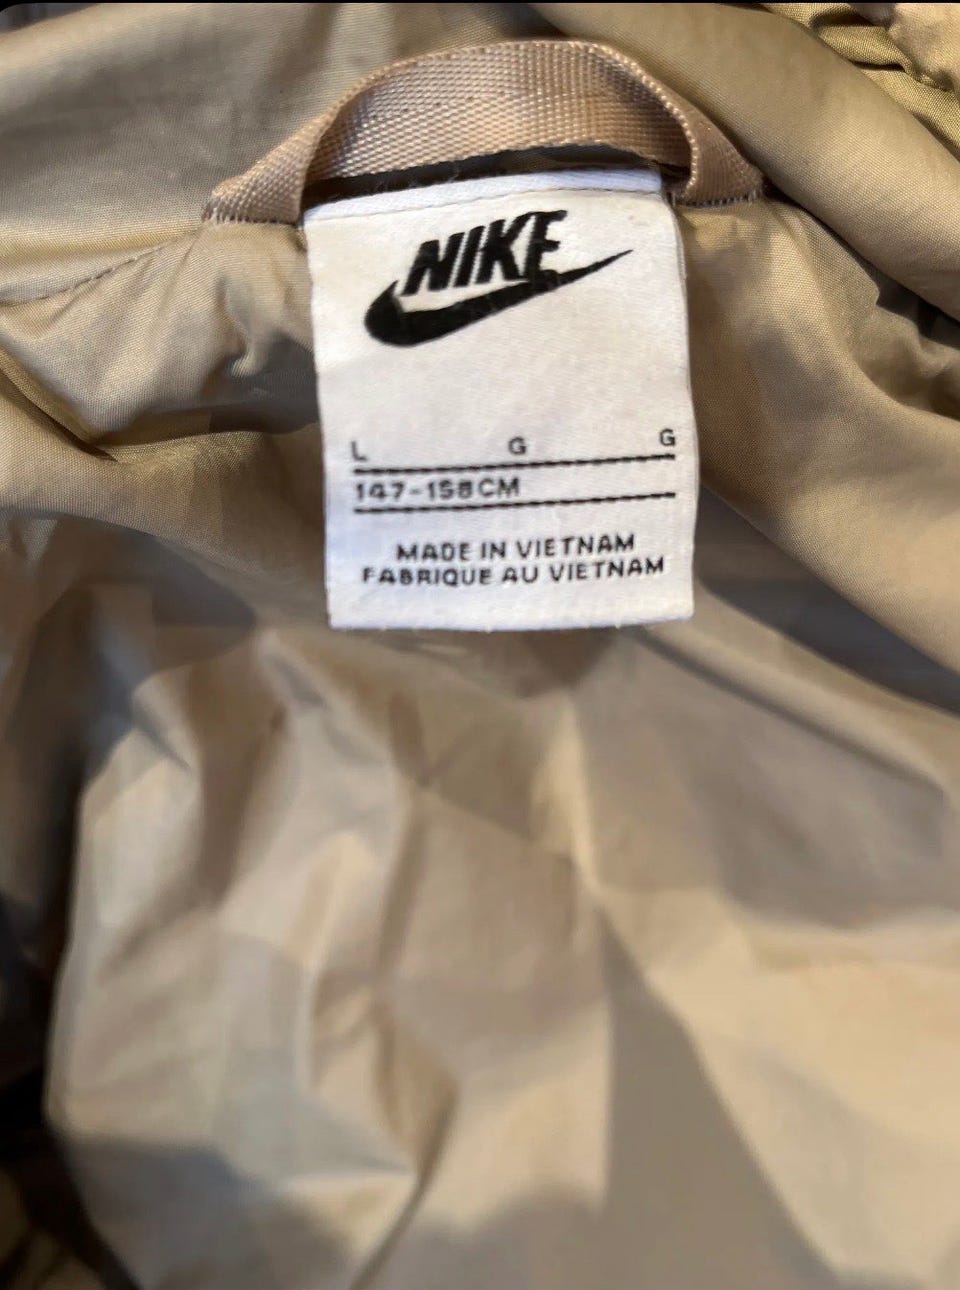 NIKE
L G G
147-158CM
MADE IN VIETNAM
FABRIQUE AU VIETNAM